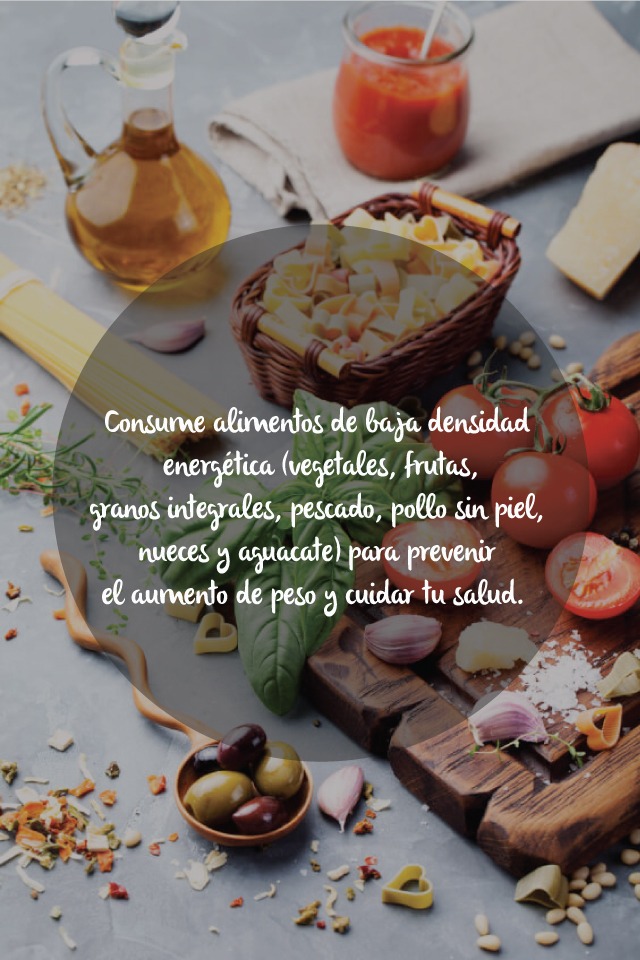 Consume alimentos de baja densidad
energética (vegetales, frutas,
granos integrales, pescado, pollo sin piel,
nueces y aguacate) para prevenir
el aumento de peso y cuidar tu salud.